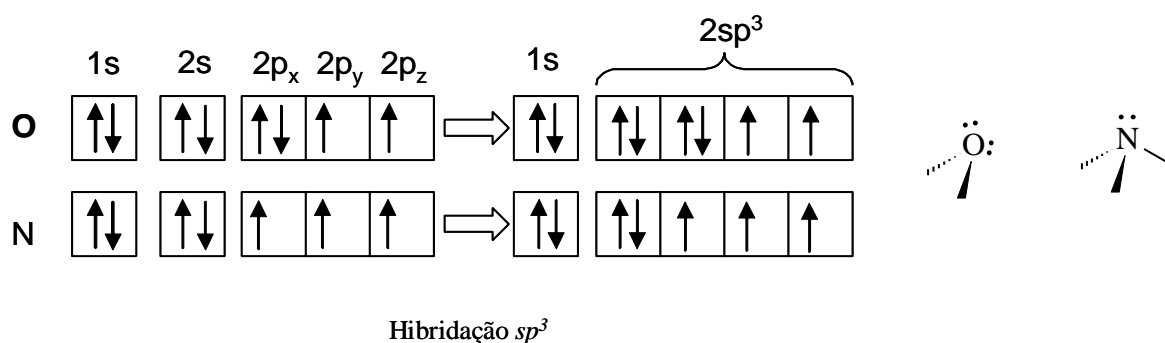 2sp³
1s 2s 2pₓ 2pᵧ 2p_z 1s
O
O:
N
N
Hibridação sp³